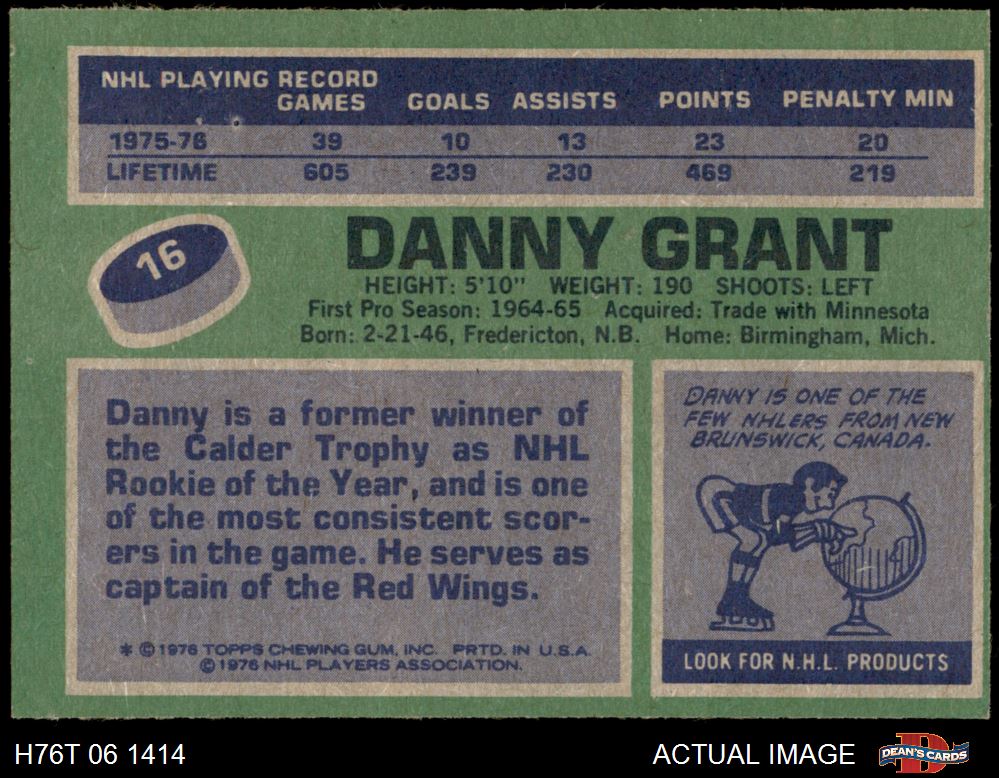 NHL PLAYING RECORD
GAMES GOALS ASSISTS POINTS PENALTY MIN
1975-76 39 10 13 23 20
LIFETIME 605 239 230 469 219
16
DANNY GRANT
HEIGHT: 5'10" WEIGHT: 190 SHOOTS: LEFT
First Pro Season: 1964-65 Acquired: Trade with Minnesota
Born: 2-21-46, Fredericton, N.B. Home: Birmingham, Mich.
Danny is a former winner of
the Calder Trophy as NHL
Rookie of the Year, and is one
of the most consistent scor-
ers in the game. He serves as
captain of the Red Wings.
* © 1976 TOPPS CHEWING GUM, INC. PRTD. IN U.S.A.
© 1976 NHL PLAYERS ASSOCIATION.
DANNY IS ONE OF THE
FEW NHLERS FROM NEW
BRUNSWICK, CANADA.
LOOK FOR N.H.L. PRODUCTS
H76T 06 1414
ACTUAL IMAGE
D
DEAN'S CARDS